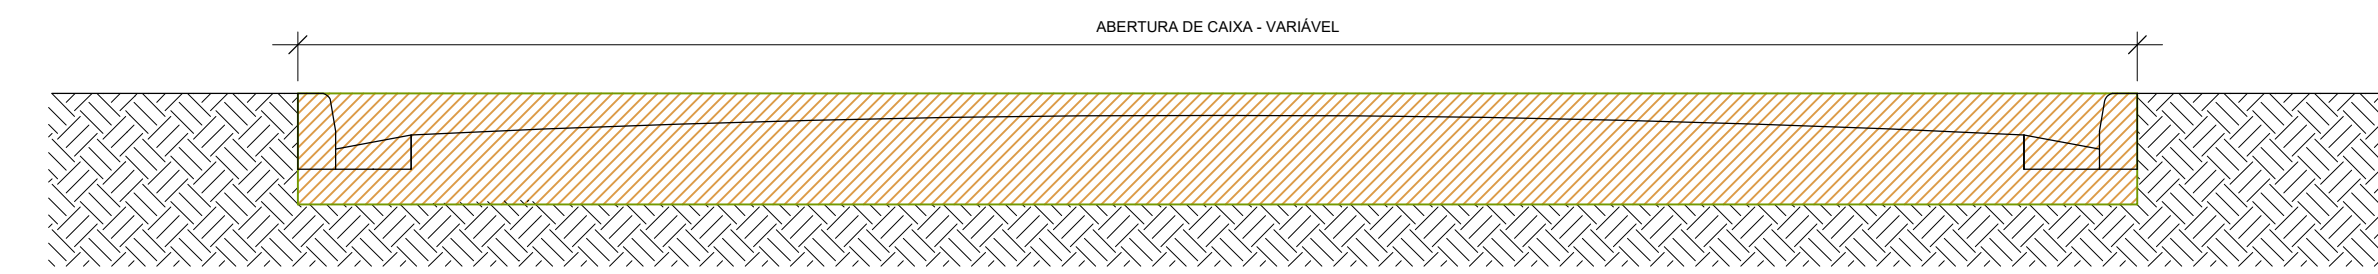 ABERTURA DE CAIXA - VARIÁVEL